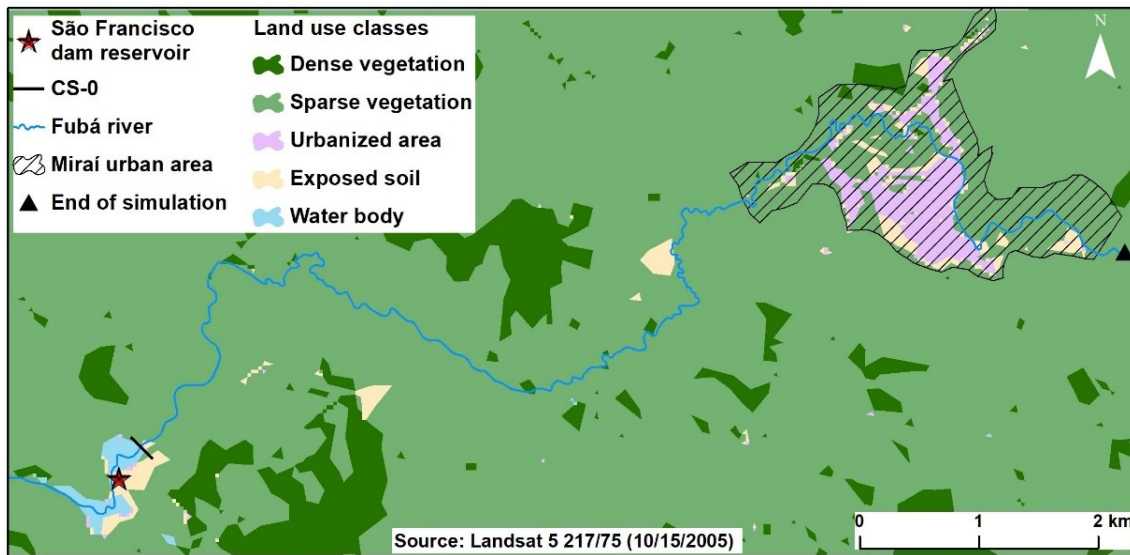 São Francisco
dam reservoir
CS-0
Fubá river
Miraí urban area
End of simulation
Land use classes
Dense vegetation
Sparse vegetation
Urbanized area
Exposed soil
Water body
N
Source: Landsat 5 217/75 (10/15/2005)
0 1 2 km